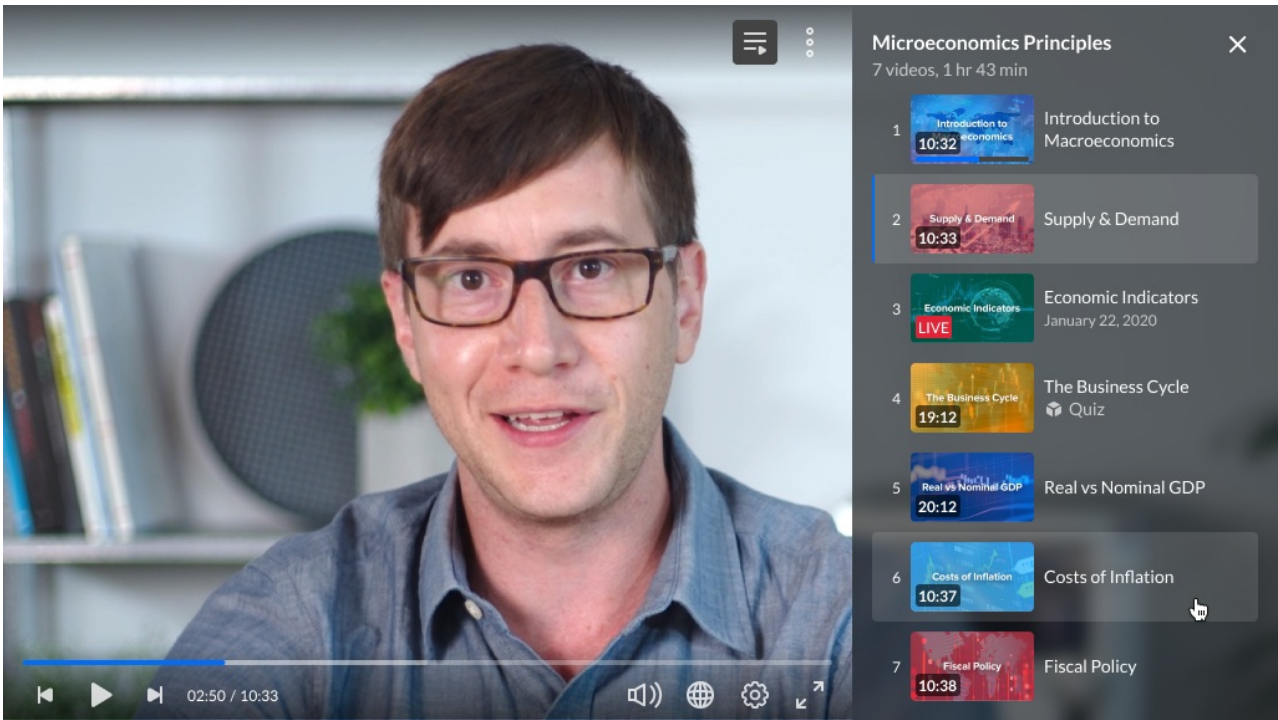 Microeconomics Principles
7 videos, 1 hr 43 min
1
Introduction to
economics
10:32
Introduction to
Macroeconomics
2
Supply & Demand
10:33
Supply & Demand
3
Economic Indicators
LIVE
Economic Indicators
January 22, 2020
4
The Business Cycle
19:12
The Business Cycle
Quiz
5
Real vs Nominal GDP
20:12
Real vs Nominal GDP
6
Costs of Inflation
10:37
Costs of Inflation
7
Fiscal Policy
10:38
Fiscal Policy
02:50 / 10:33